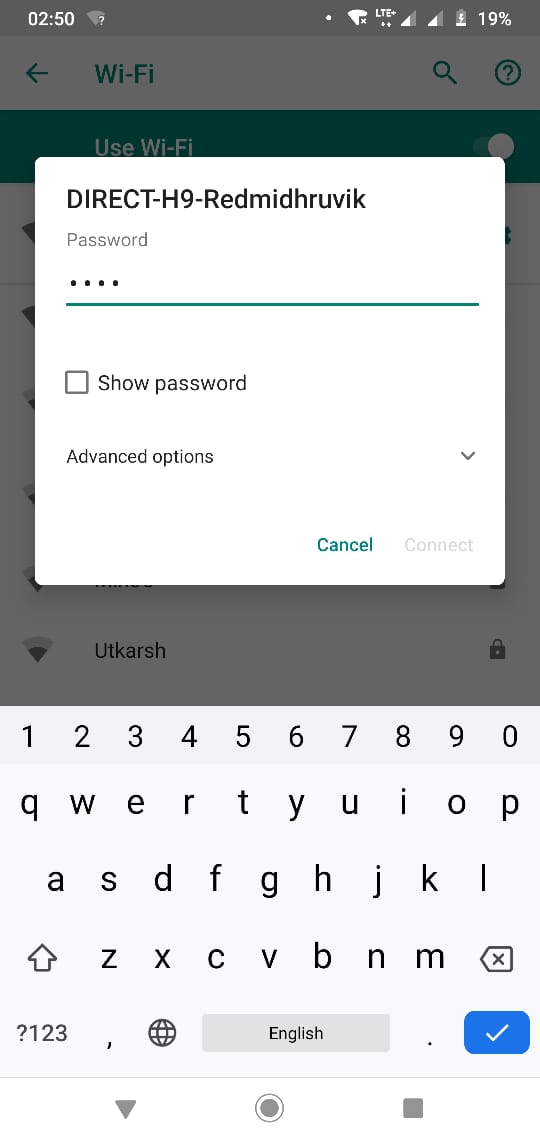 02:50 ? LTE+ 19%
Wi-Fi ?
Use Wi-Fi
DIRECT-H9-Redmidhruvik
Password
••••
Show password
Advanced options
Cancel Connect
Utkarsh
1 2 3 4 5 6 7 8 9 0
q w e r t y u i o p
a s d f g h j k l
z x c v b n m
?123 , English .